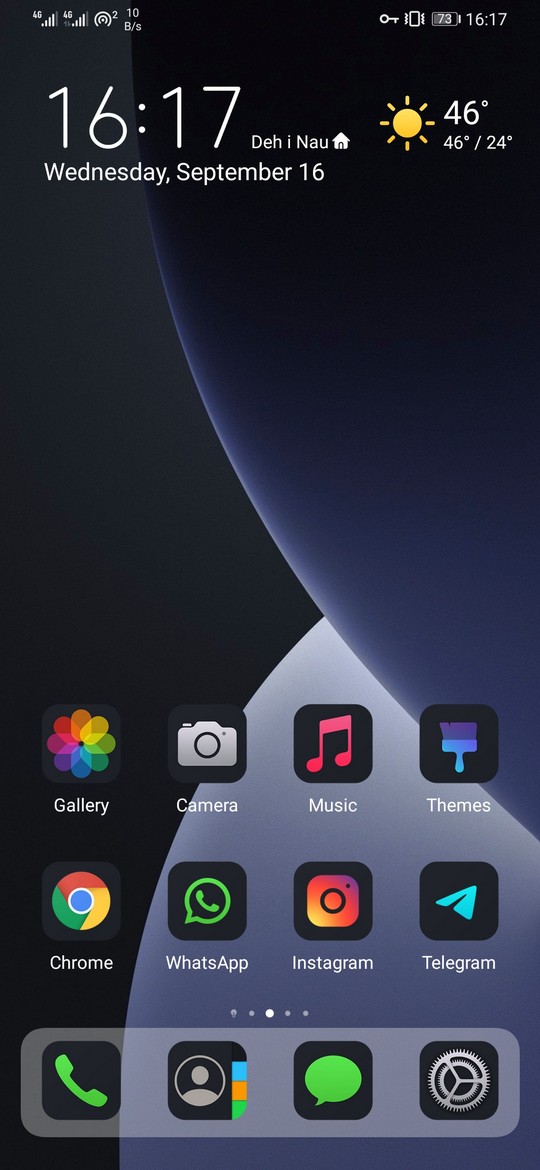 4G 4G 2 10 B/s 73 16:17
16:17 Deh i Nau 46°
46° / 24°
Wednesday, September 16
Gallery Camera Music Themes
Chrome WhatsApp Instagram Telegram